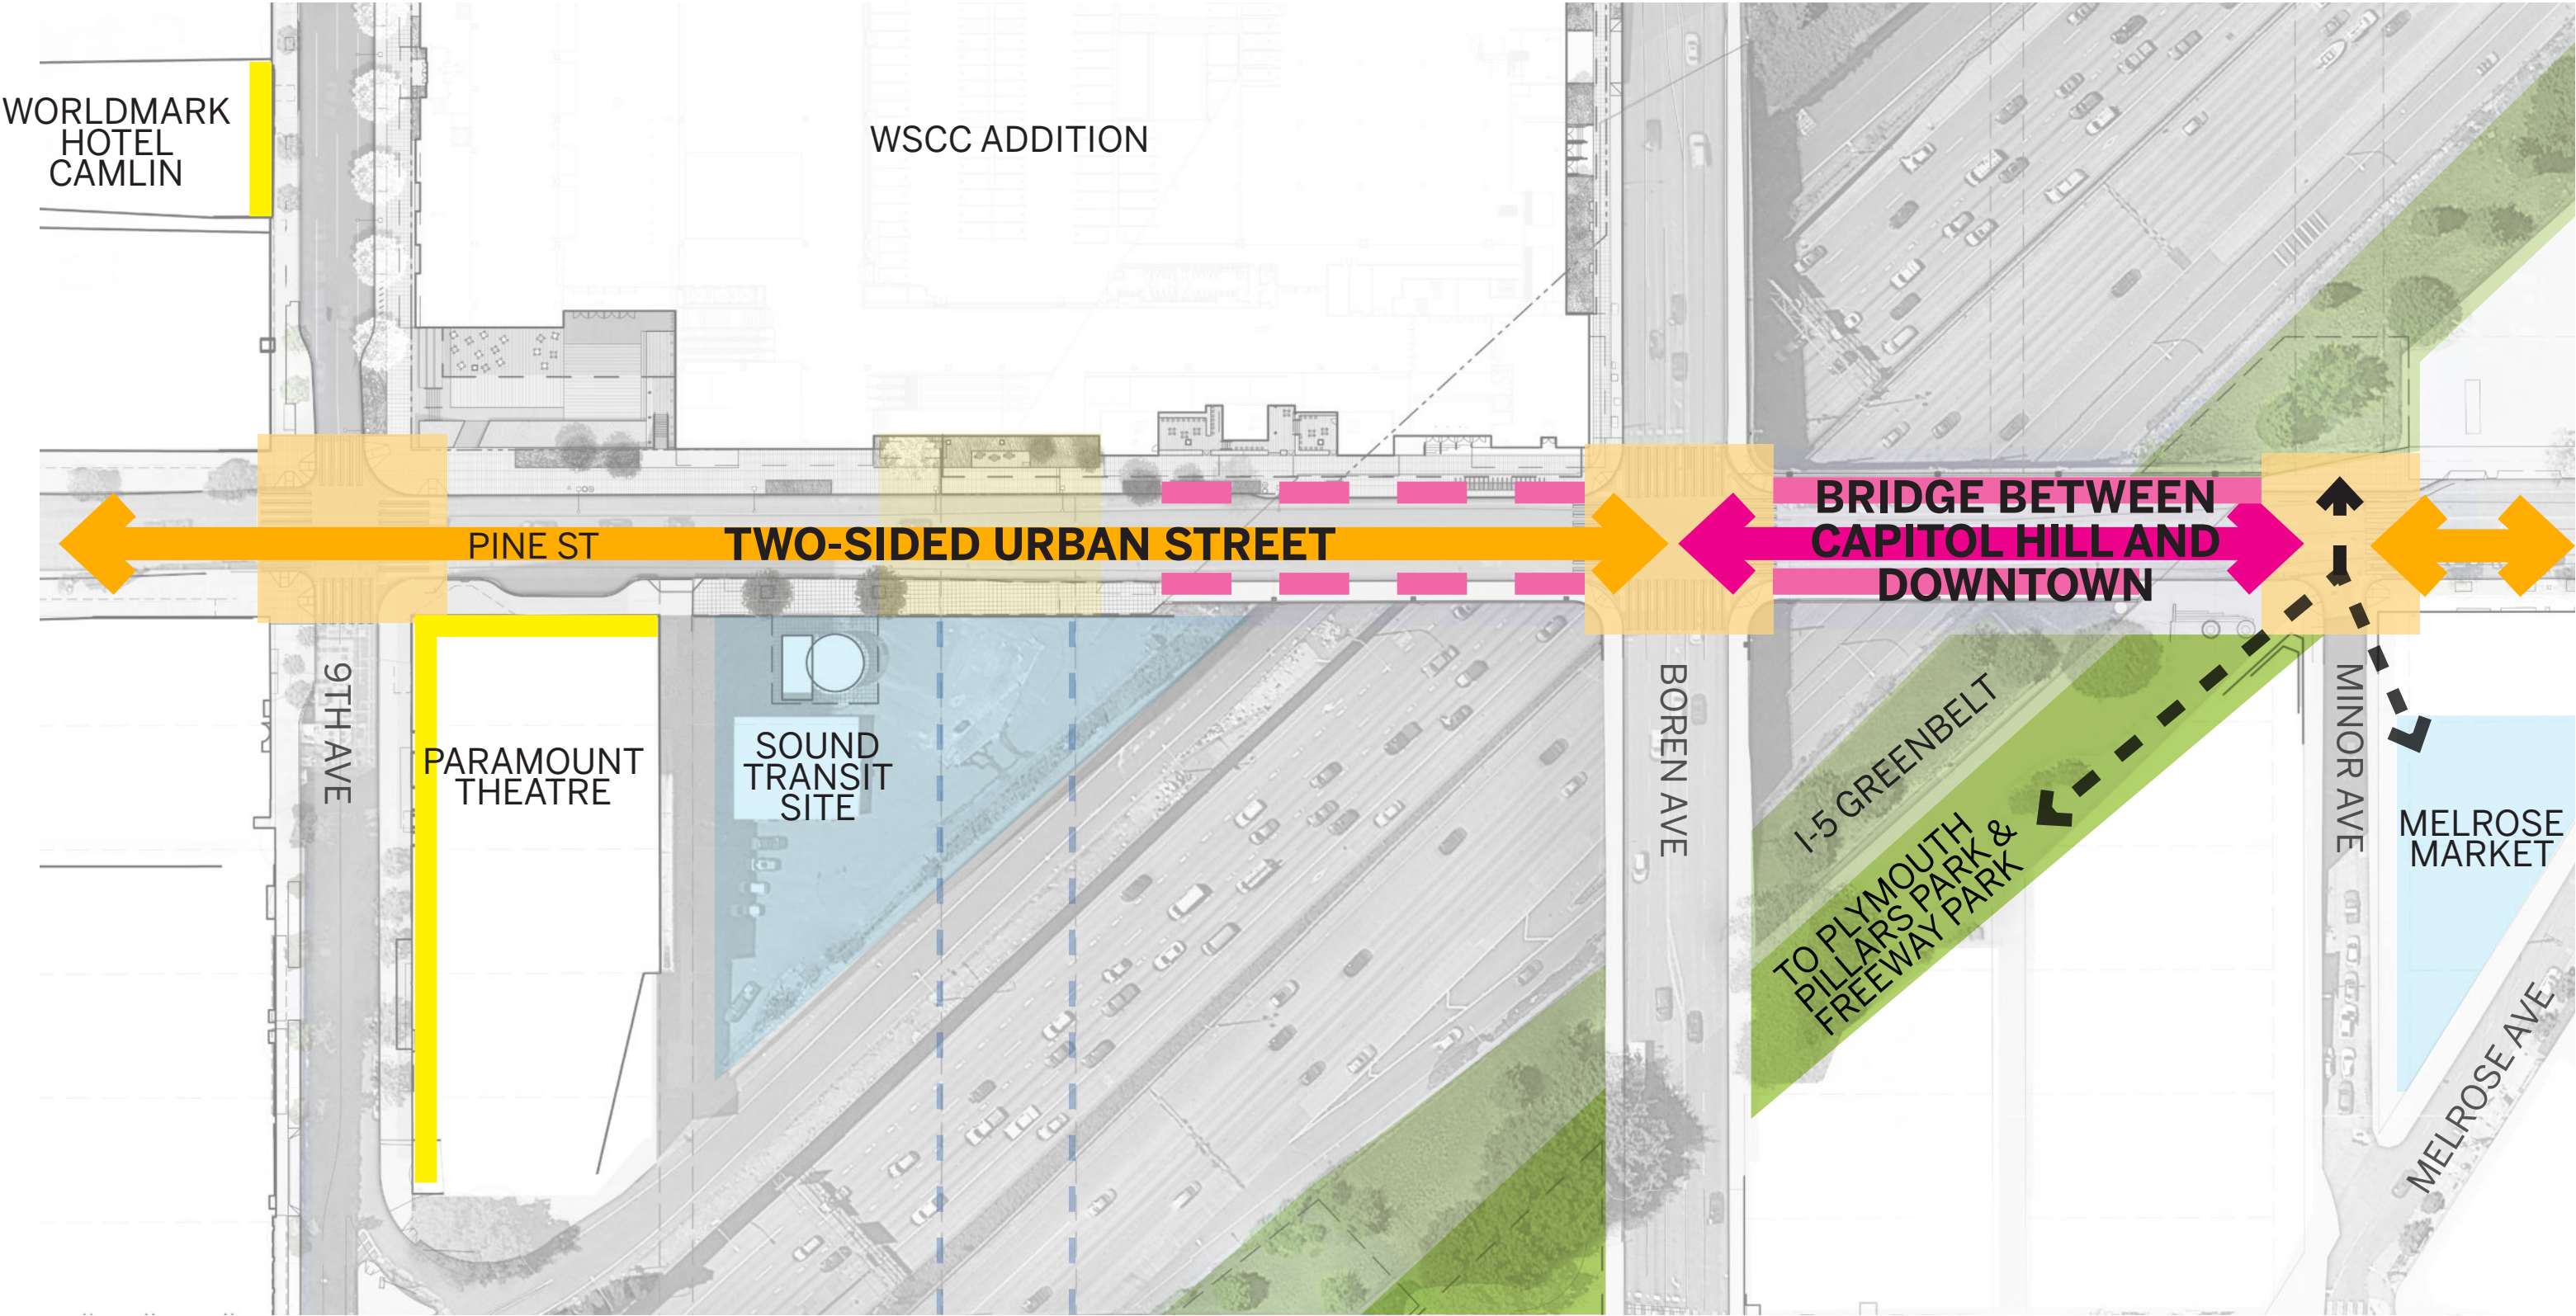 WORLDMARK
HOTEL
CAMLIN
WSCC ADDITION
PINE ST
TWO-SIDED URBAN STREET
BRIDGE BETWEEN
CAPITOL HILL AND
DOWNTOWN
9TH AVE
PARAMOUNT
THEATRE
SOUND
TRANSIT
SITE
BOREN AVE
I-5 GREENBELT
TO PLYMOUTH
PILLARS PARK &
FREEWAY PARK
MINOR AVE
MELROSE
MARKET
MELROSE AVE